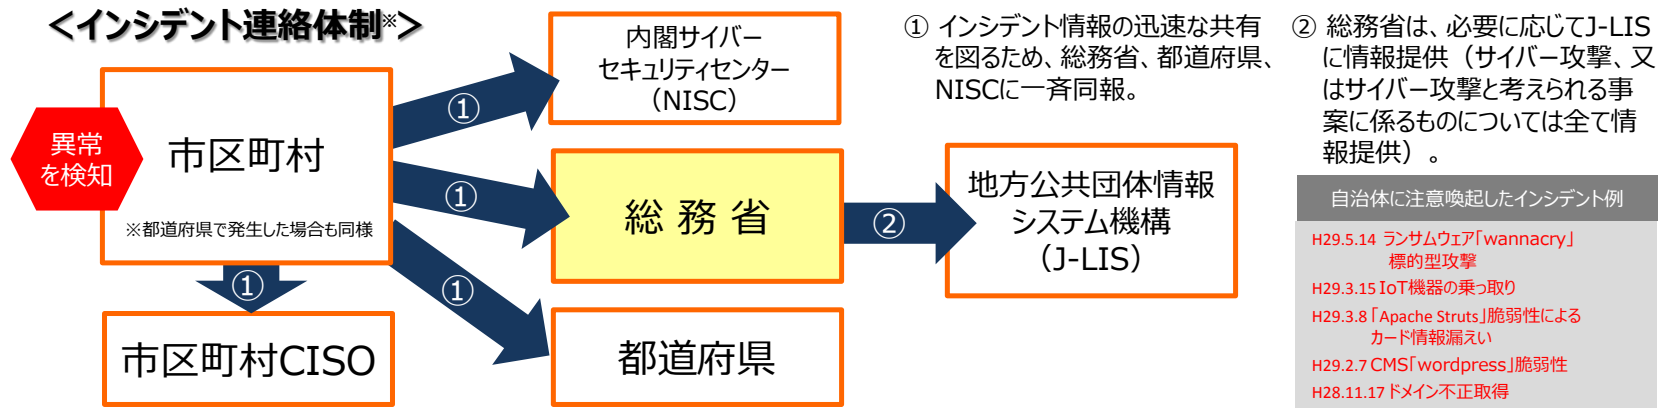 ＜インシデント連絡体制※＞
異常
を検知
市区町村
※都道府県で発生した場合も同様
①
市区町村CISO
①
内閣サイバー
セキュリティセンター
（NISC）
①
総務省
①
都道府県
②
地方公共団体情報
システム機構
（J-LIS）
① インシデント情報の迅速な共有
を図るため、総務省、都道府県、
NISCに一斉同報。
② 総務省は、必要に応じてJ-LIS
に情報提供（サイバー攻撃、又
はサイバー攻撃と考えられる事
案に係るものについては全て情
報提供）。
自治体に注意喚起したインシデント例
H29.5.14 ランサムウェア「wannacry」
標的型攻撃
H29.3.15 IoT機器の乗っ取り
H29.3.8「Apache Struts」脆弱性による
カード情報漏えい
H29.2.7 CMS「wordpress」脆弱性
H28.11.17 ドメイン不正取得